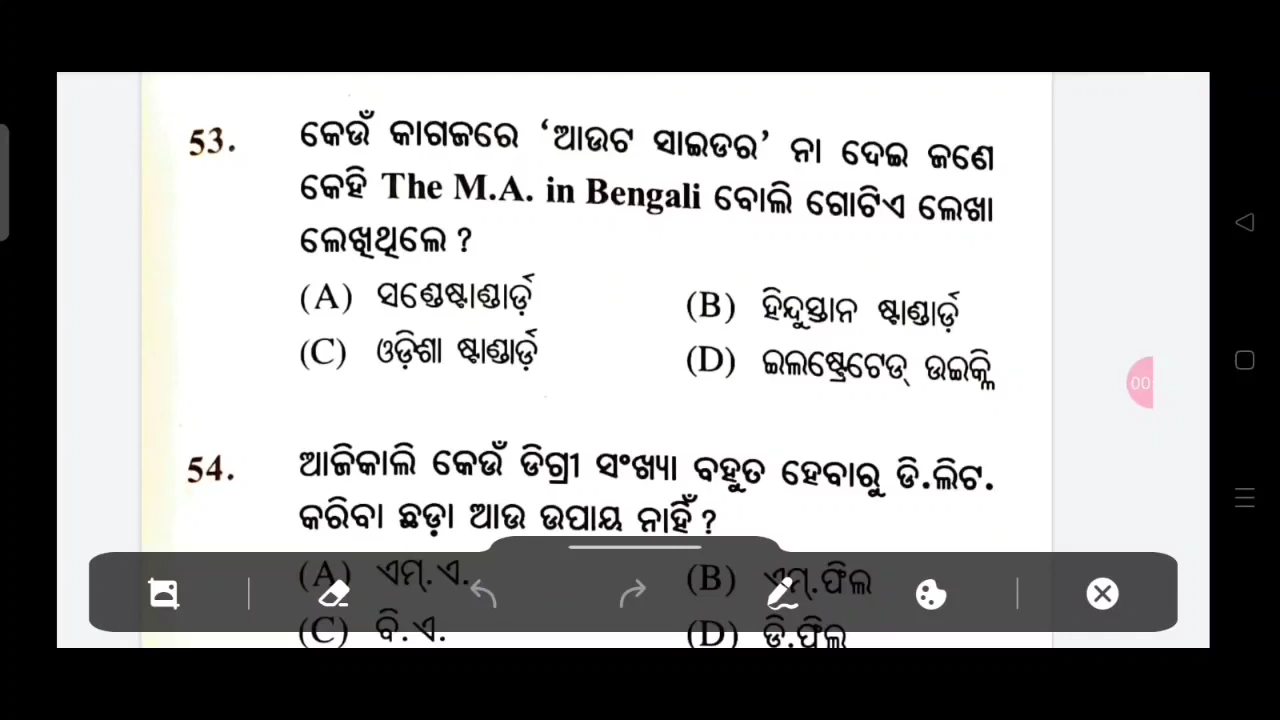 53. କେଉଁ କାଗଜରେ ‘ଆଉଟ ସାଇଡର’ ନା ଦେଇ ଜଣେ
କେହି The M.A. in Bengali ବୋଲି ଗୋଟିଏ ଲେଖା
ଲେଖିଥିଲେ ?
(A) ସଣ୍ଡେଷ୍ଟାଣ୍ଡାର୍ଡ଼ (B) ହିନ୍ଦୁସ୍ତାନ ଷ୍ଟାଣ୍ଡାର୍ଡ଼
(C) ଓଡ଼ିଶା ଷ୍ଟାଣ୍ଡାର୍ଡ଼ (D) ଇଲଷ୍ଟ୍ରେଟେଡ୍ ଉଇକ୍ଳି
00:
54. ଆଜିକାଲି କେଉଁ ଡିଗ୍ରୀ ସଂଖ୍ୟା ବହୁତ ହେବାରୁ ଡି.ଲିଟ.
କରିବା ଛଡ଼ା ଆଉ ଉପାୟ ନାହିଁ ?
(A) ଏମ୍.ଏ. (B) ଏମ୍.ଫିଲ
(C) ବି.ଏ. (D) ଡି.ଫିଲ